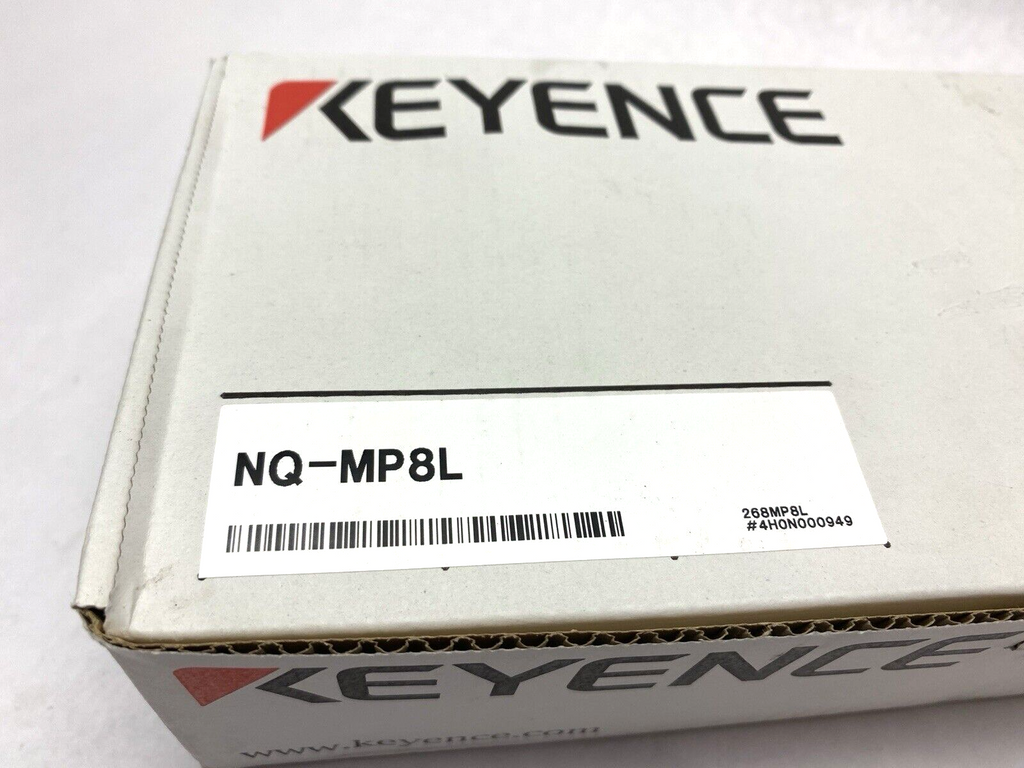 KEYENCE
NQ-MP8L
268MP8L
#4H0N000949
KEYENCE
www.keyence.com